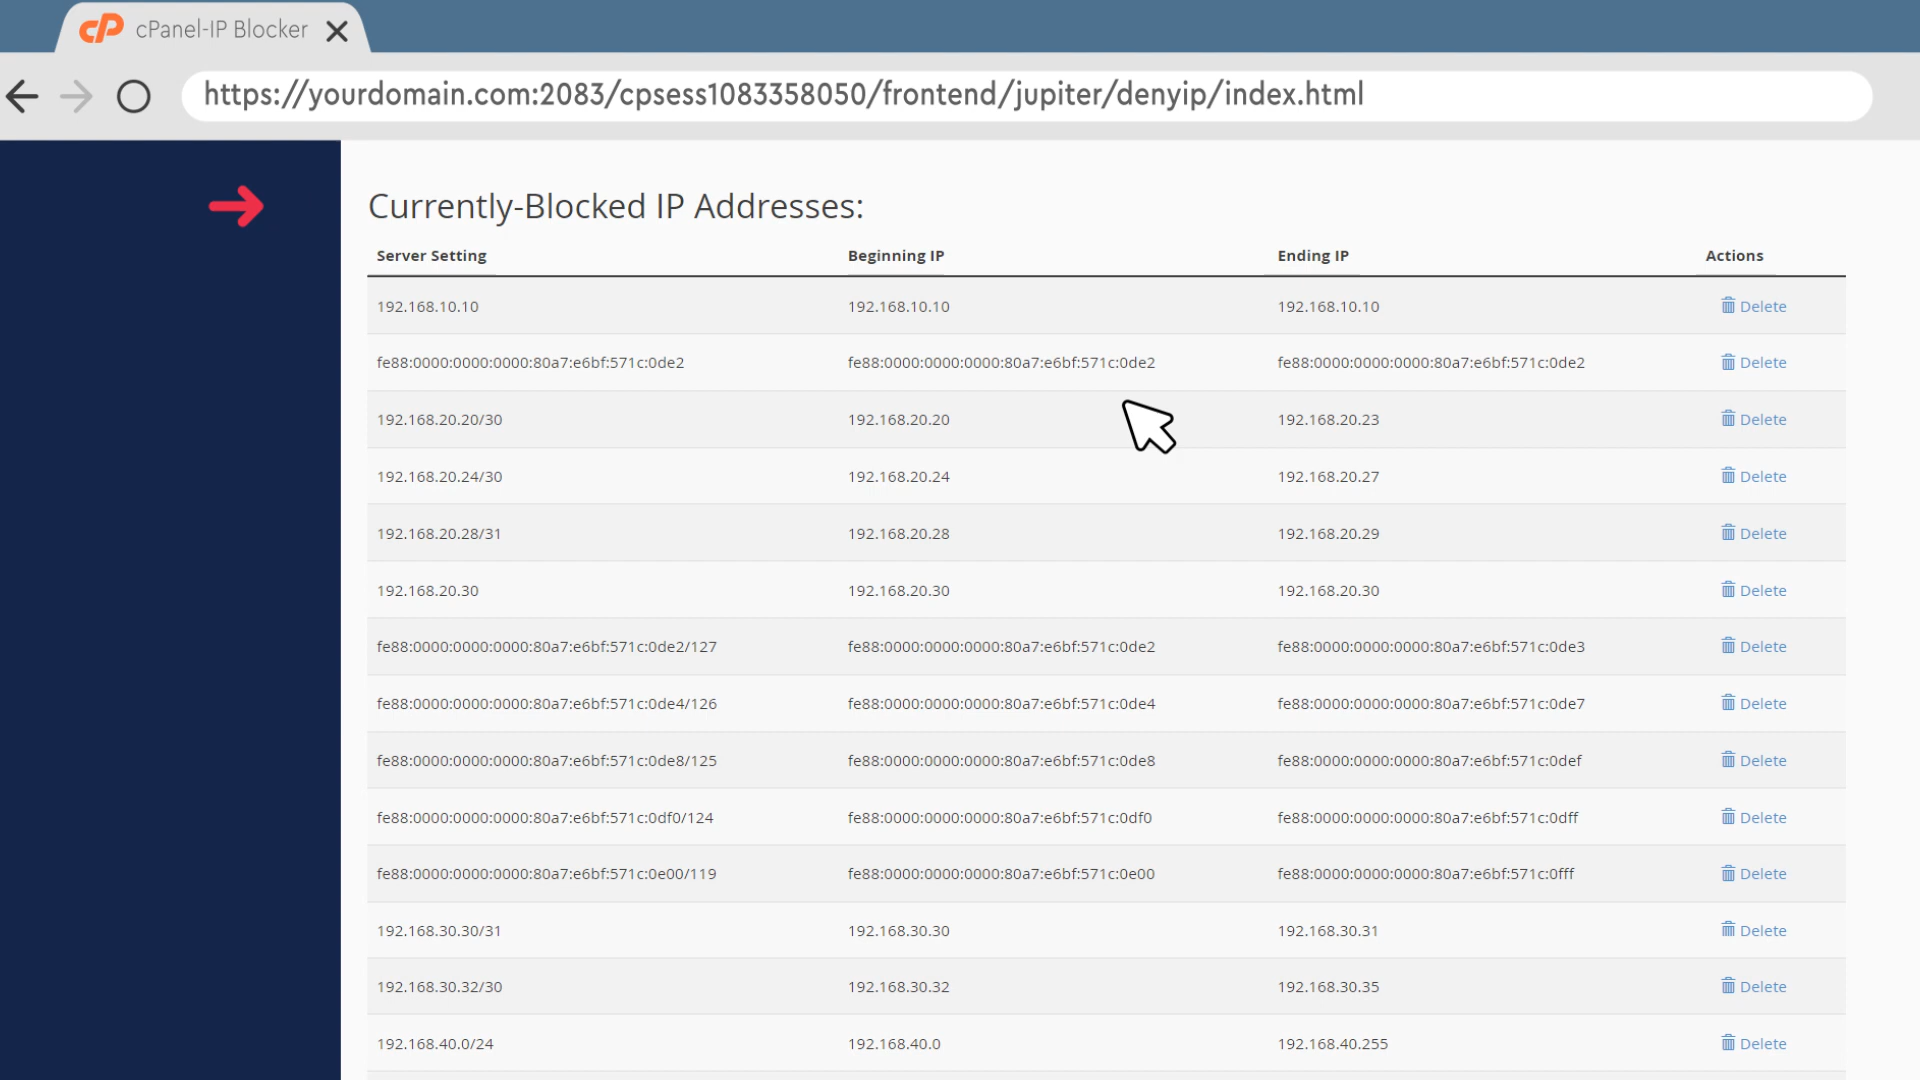 cP cPanel-IP Blocker
https://yourdomain.com:2083/cpsess1083358050/frontend/jupiter/denyip/index.html
Currently-Blocked IP Addresses:
Server Setting Beginning IP Ending IP Actions
192.168.10.10 192.168.10.10 192.168.10.10 Delete
fe88:0000:0000:0000:80a7:e6bf:571c:0de2 fe88:0000:0000:0000:80a7:e6bf:571c:0de2 fe88:0000:0000:0000:80a7:e6bf:571c:0de2 Delete
192.168.20.20/30 192.168.20.20 192.168.20.23 Delete
192.168.20.24/30 192.168.20.24 192.168.20.27 Delete
192.168.20.28/31 192.168.20.28 192.168.20.29 Delete
192.168.20.30 192.168.20.30 192.168.20.30 Delete
fe88:0000:0000:0000:80a7:e6bf:571c:0de2/127 fe88:0000:0000:0000:80a7:e6bf:571c:0de2 fe88:0000:0000:0000:80a7:e6bf:571c:0de3 Delete
fe88:0000:0000:0000:80a7:e6bf:571c:0de4/126 fe88:0000:0000:0000:80a7:e6bf:571c:0de4 fe88:0000:0000:0000:80a7:e6bf:571c:0de7 Delete
fe88:0000:0000:0000:80a7:e6bf:571c:0de8/125 fe88:0000:0000:0000:80a7:e6bf:571c:0de8 fe88:0000:0000:0000:80a7:e6bf:571c:0def Delete
fe88:0000:0000:0000:80a7:e6bf:571c:0df0/124 fe88:0000:0000:0000:80a7:e6bf:571c:0df0 fe88:0000:0000:0000:80a7:e6bf:571c:0dff Delete
fe88:0000:0000:0000:80a7:e6bf:571c:0e00/119 fe88:0000:0000:0000:80a7:e6bf:571c:0e00 fe88:0000:0000:0000:80a7:e6bf:571c:0fff Delete
192.168.30.30/31 192.168.30.30 192.168.30.31 Delete
192.168.30.32/30 192.168.30.32 192.168.30.35 Delete
192.168.40.0/24 192.168.40.0 192.168.40.255 Delete